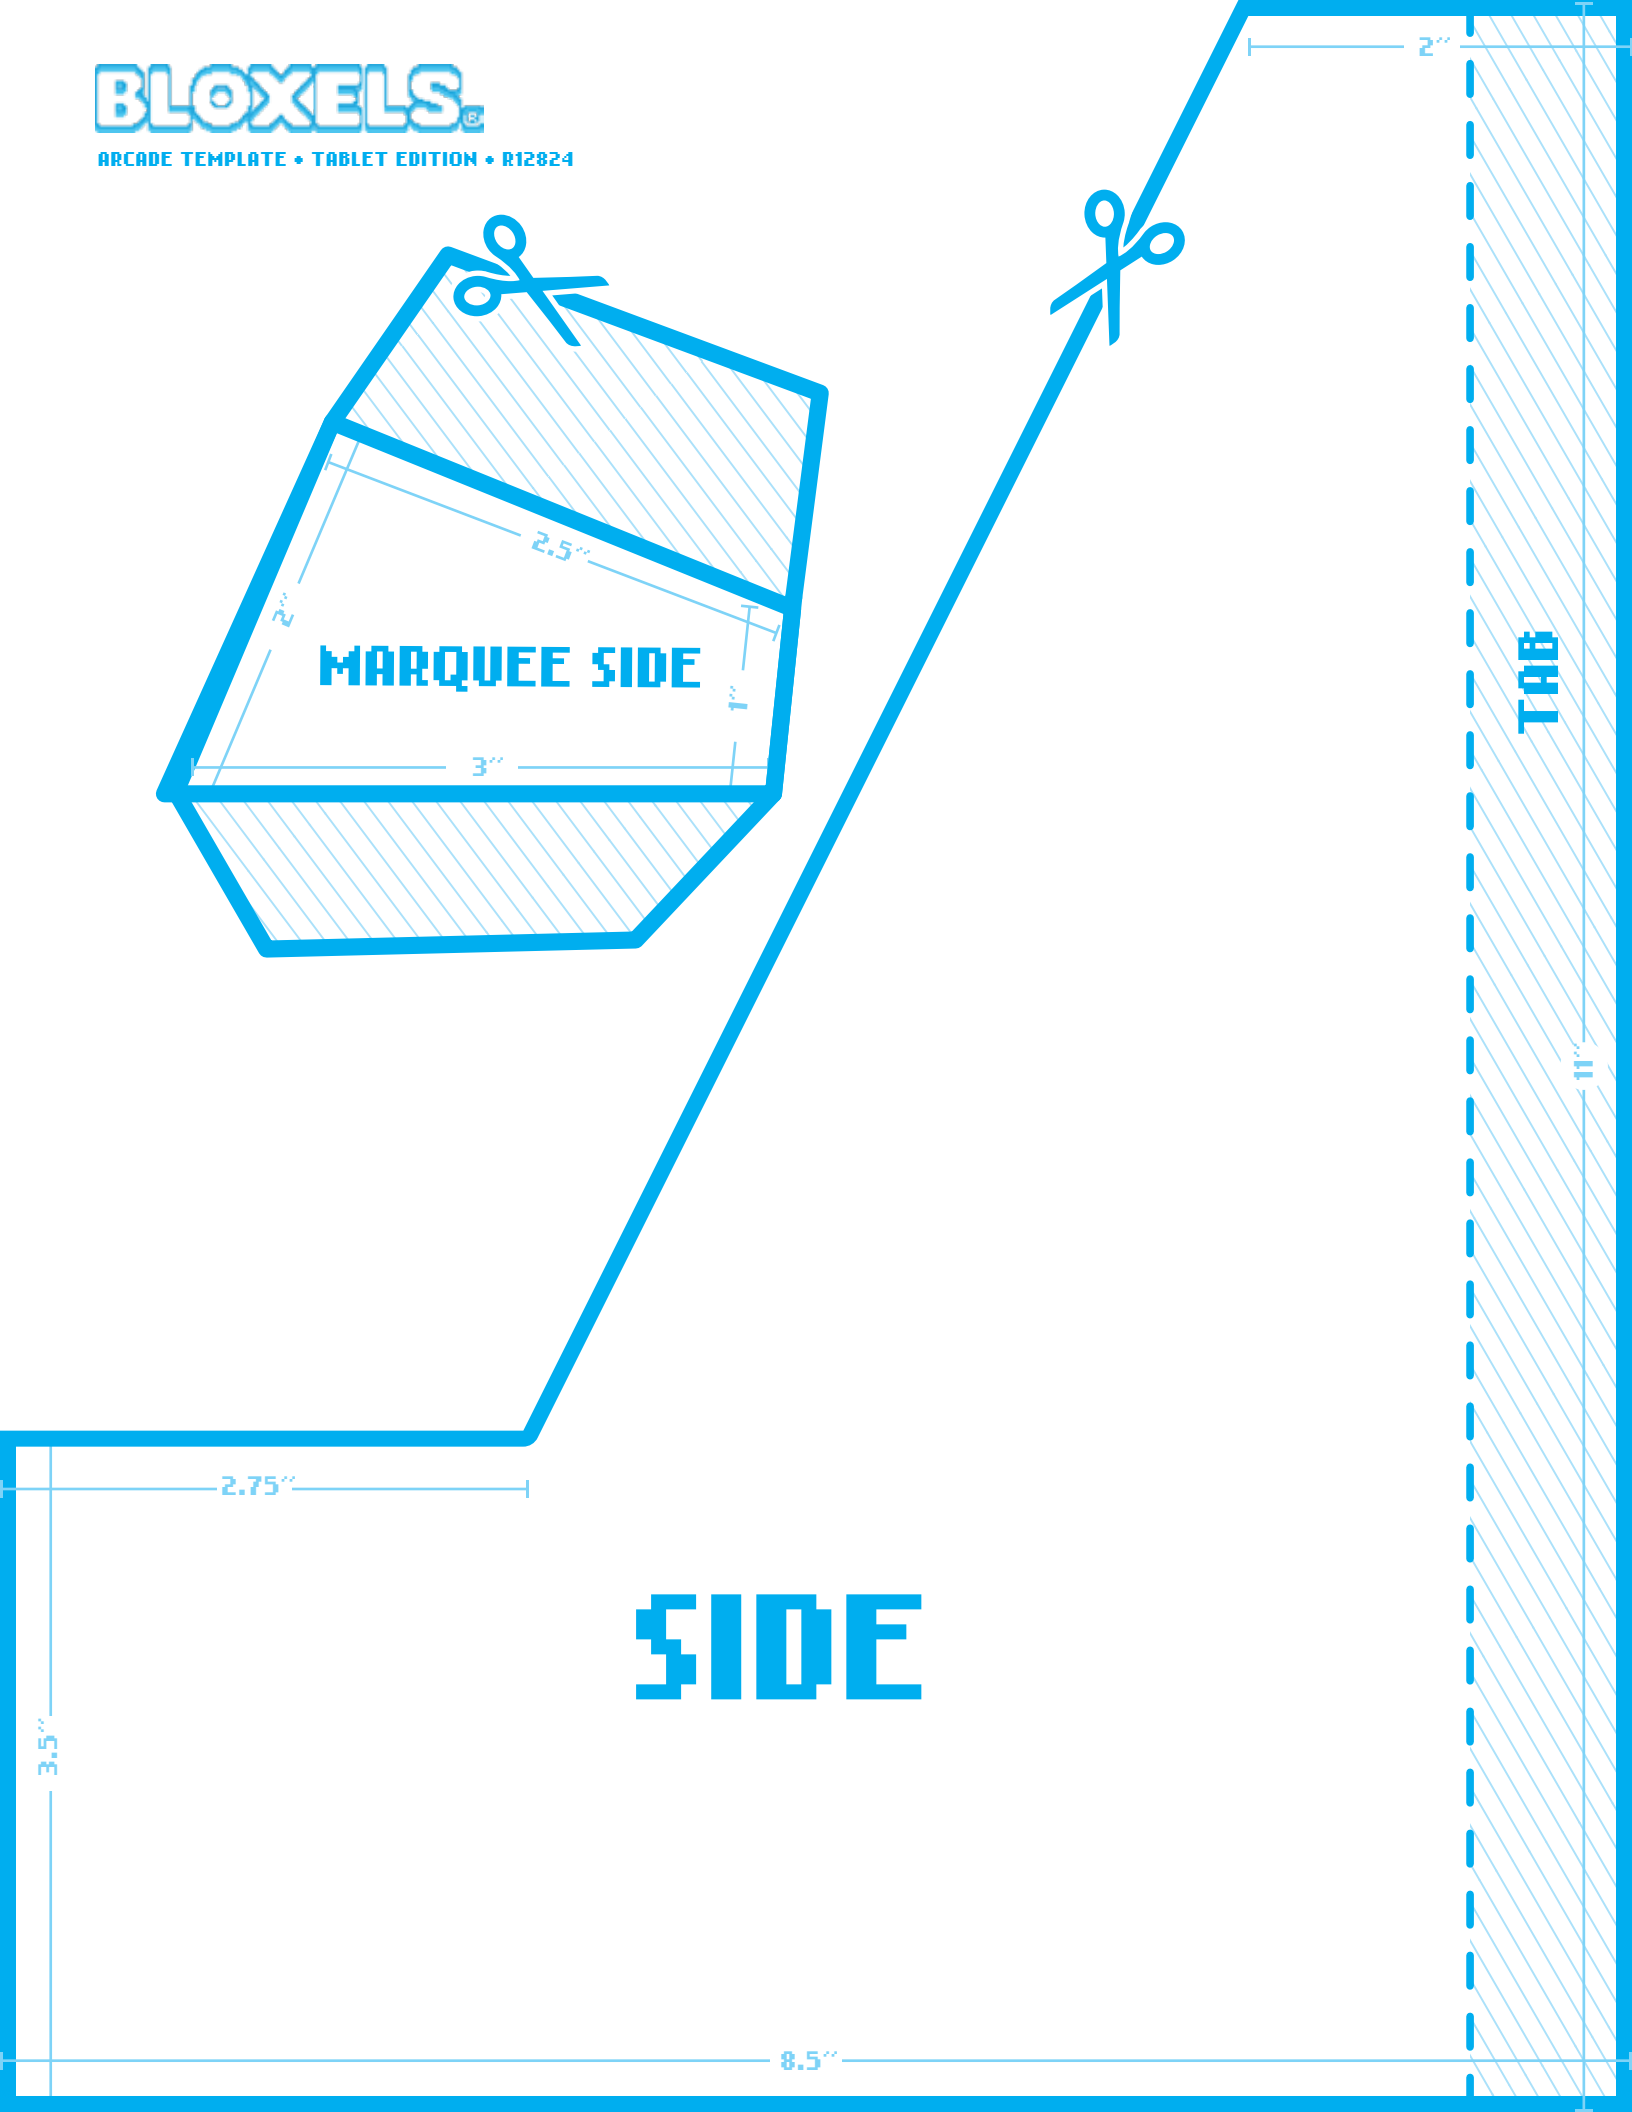 BLOXELS®
ARCADE TEMPLATE • TABLET EDITION • R12824
2"
2.5"
2"
MARQUEE SIDE
1"
3"
TAB
11"
2.75"
SIDE
3.5"
8.5"